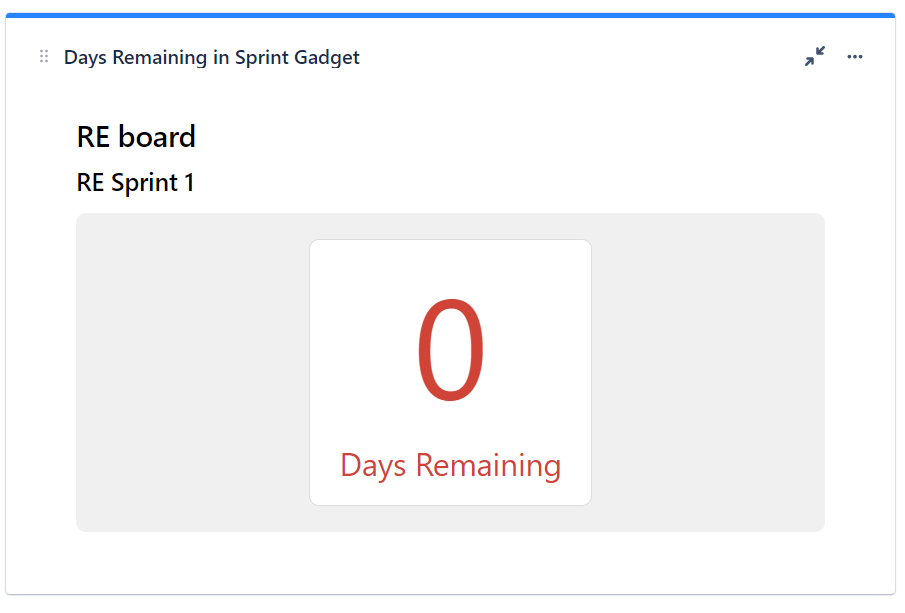 Days Remaining in Sprint Gadget
RE board
RE Sprint 1
0
Days Remaining